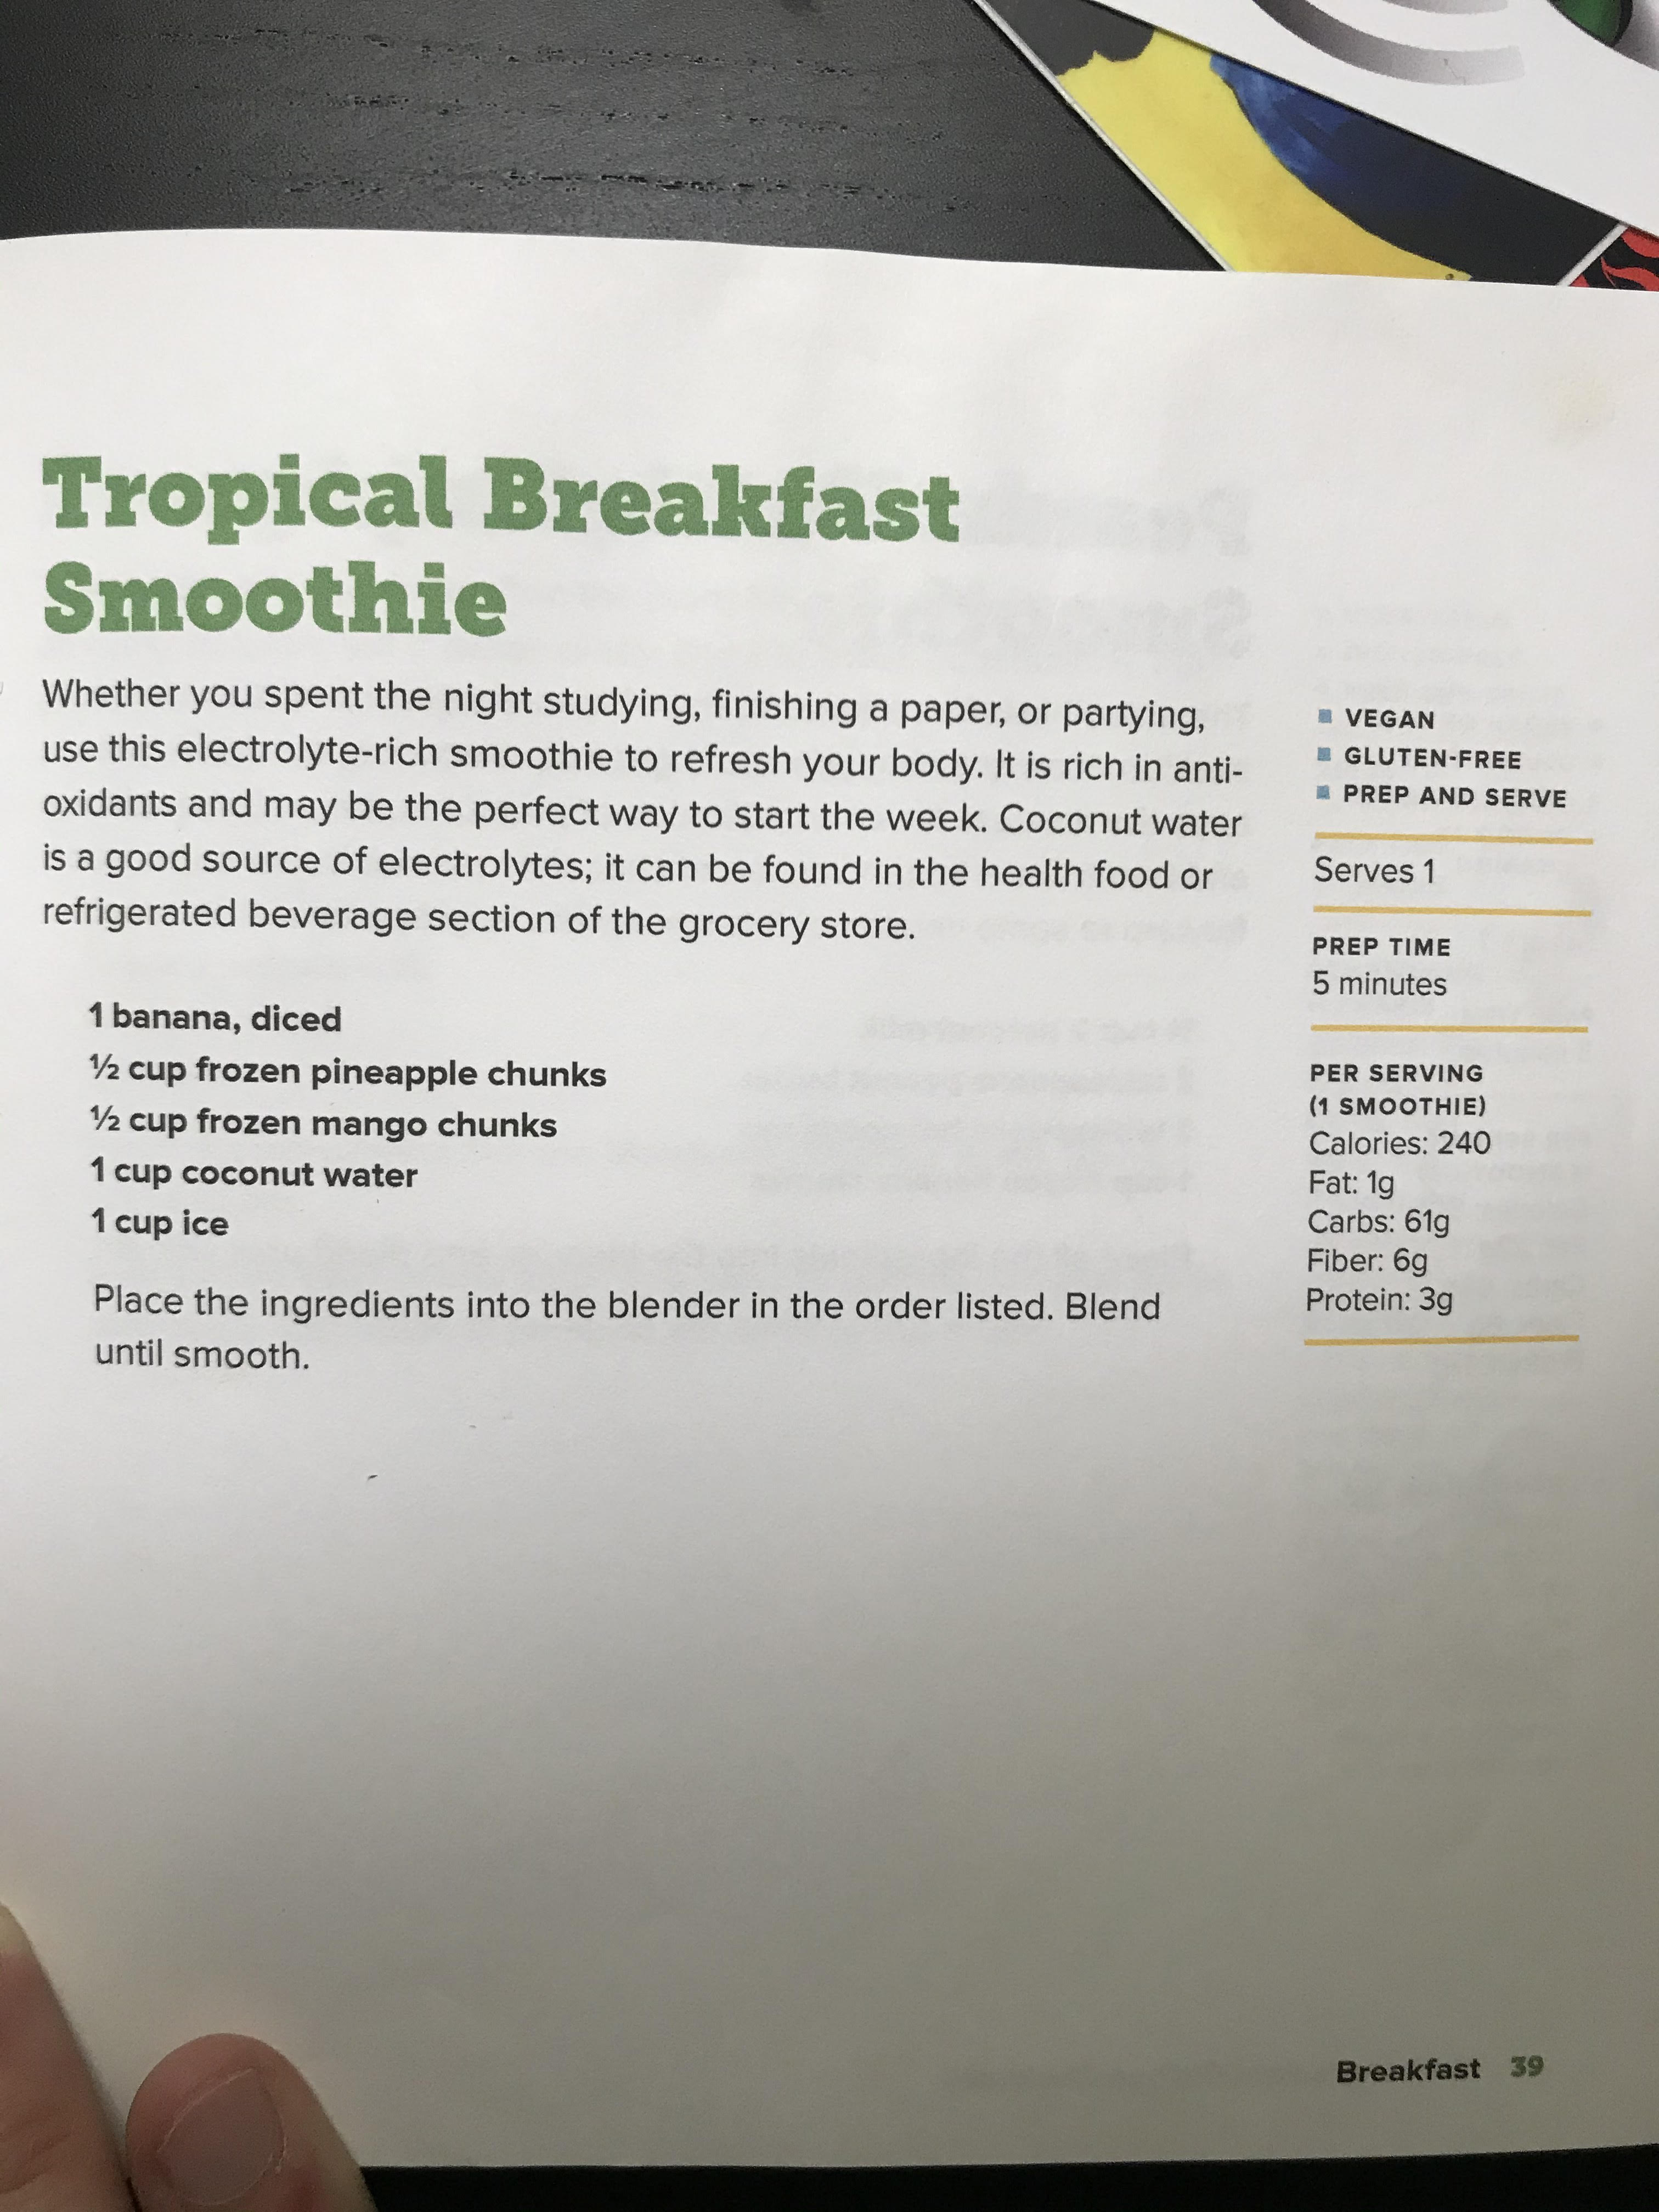 Tropical Breakfast
Smoothie
Whether you spent the night studying, finishing a paper, or partying,
use this electrolyte-rich smoothie to refresh your body. It is rich in anti-
oxidants and may be the perfect way to start the week. Coconut water
is a good source of electrolytes; it can be found in the health food or
refrigerated beverage section of the grocery store.
1 banana, diced
½ cup frozen pineapple chunks
½ cup frozen mango chunks
1 cup coconut water
1 cup ice
Place the ingredients into the blender in the order listed. Blend
until smooth.
VEGAN
GLUTEN-FREE
PREP AND SERVE
Serves 1
PREP TIME
5 minutes
PER SERVING
(1 SMOOTHIE)
Calories: 240
Fat: 1g
Carbs: 61g
Fiber: 6g
Protein: 3g
Breakfast 39